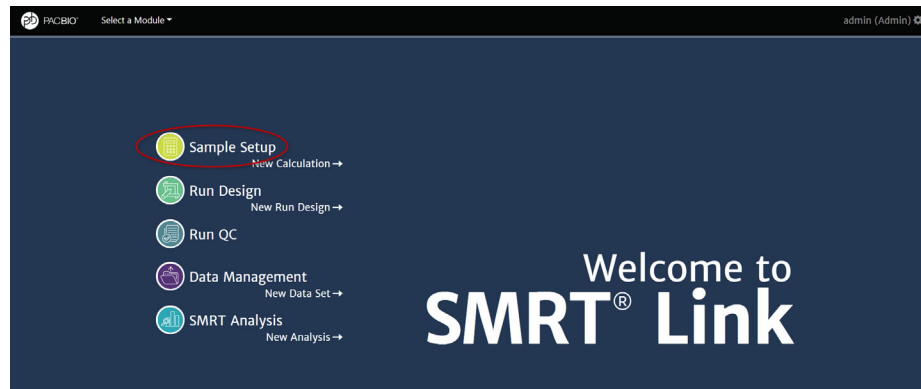 PACBIO® Select a Module admin (Admin)
Sample Setup
New Calculation →
Run Design
New Run Design →
Run QC
Data Management
New Data Set →
SMRT Analysis
New Analysis →
Welcome to
SMRT® Link